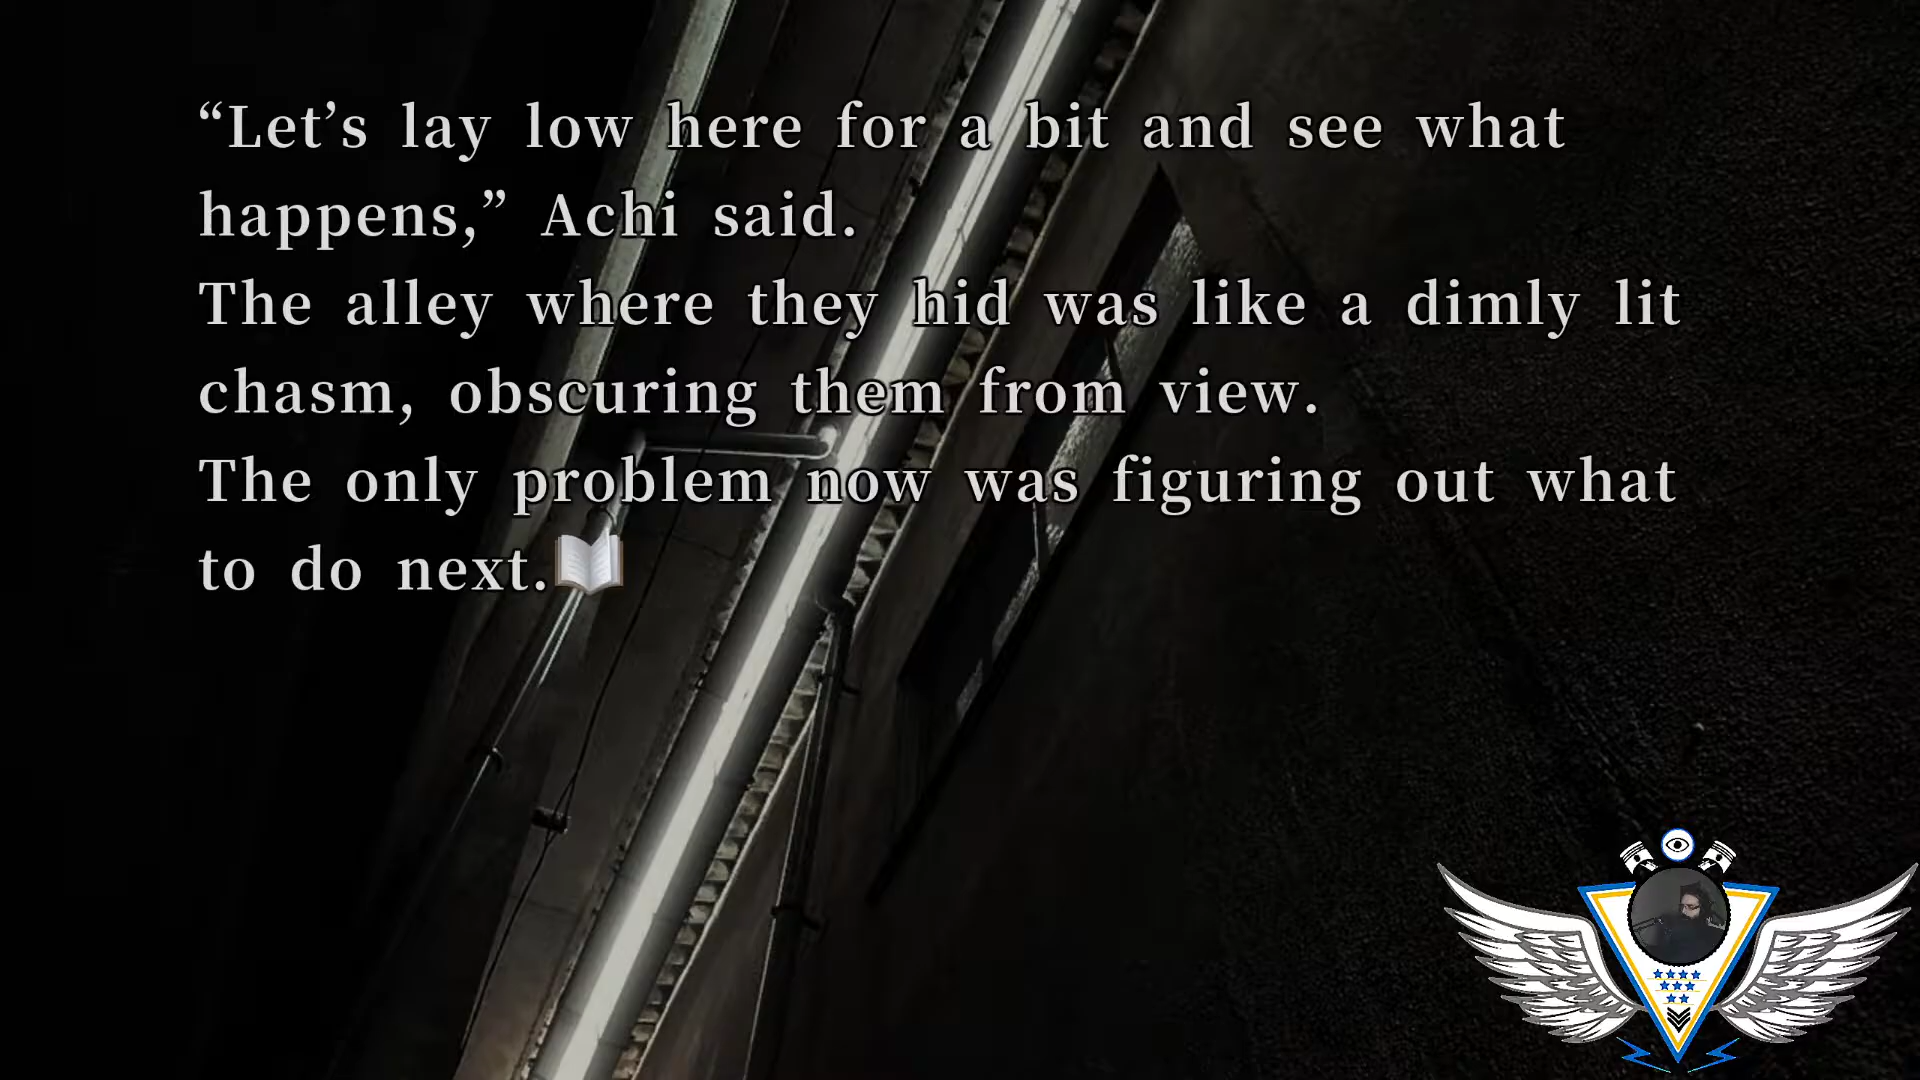 “Let’s lay low here for a bit and see what
happens,” Achi said.
The alley where they hid was like a dimly lit
chasm, obscuring them from view.
The only problem now was figuring out what
to do next.